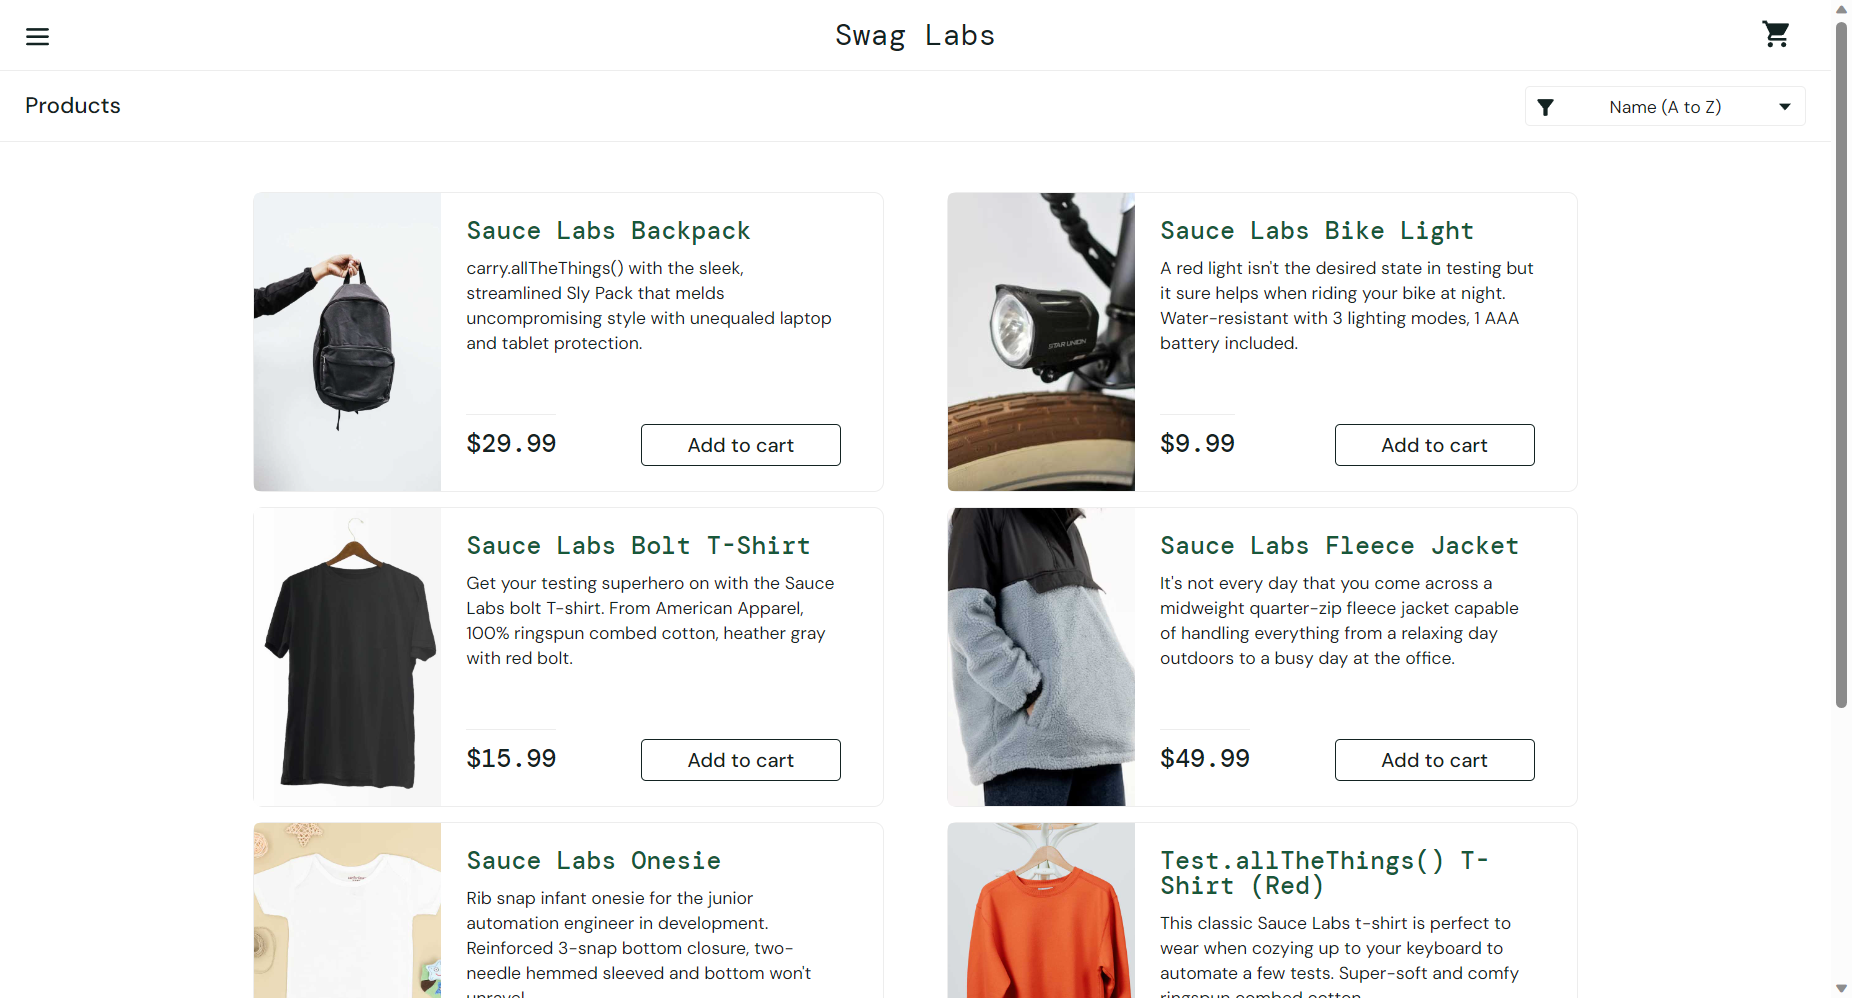 Swag Labs
Products
Name (A to Z)
Sauce Labs Backpack
carry.allTheThings() with the sleek,
streamlined Sly Pack that melds
uncompromising style with unequaled laptop
and tablet protection.
$29.99
Add to cart
Sauce Labs Bike Light
A red light isn't the desired state in testing but
it sure helps when riding your bike at night.
Water-resistant with 3 lighting modes, 1 AAA
battery included.
STAR UNION
$9.99
Add to cart
Sauce Labs Bolt T-Shirt
Get your testing superhero on with the Sauce
Labs bolt T-shirt. From American Apparel,
100% ringspun combed cotton, heather gray
with red bolt.
$15.99
Add to cart
Sauce Labs Fleece Jacket
It's not every day that you come across a
midweight quarter-zip fleece jacket capable
of handling everything from a relaxing day
outdoors to a busy day at the office.
$49.99
Add to cart
Sauce Labs Onesie
Rib snap infant onesie for the junior
automation engineer in development.
Reinforced 3-snap bottom closure, two-
needle hemmed sleeved and bottom won't
unravel.
Test.allTheThings() T-
Shirt (Red)
This classic Sauce Labs t-shirt is perfect to
wear when cozying up to your keyboard to
automate a few tests. Super-soft and comfy
ringspun combed cotton.